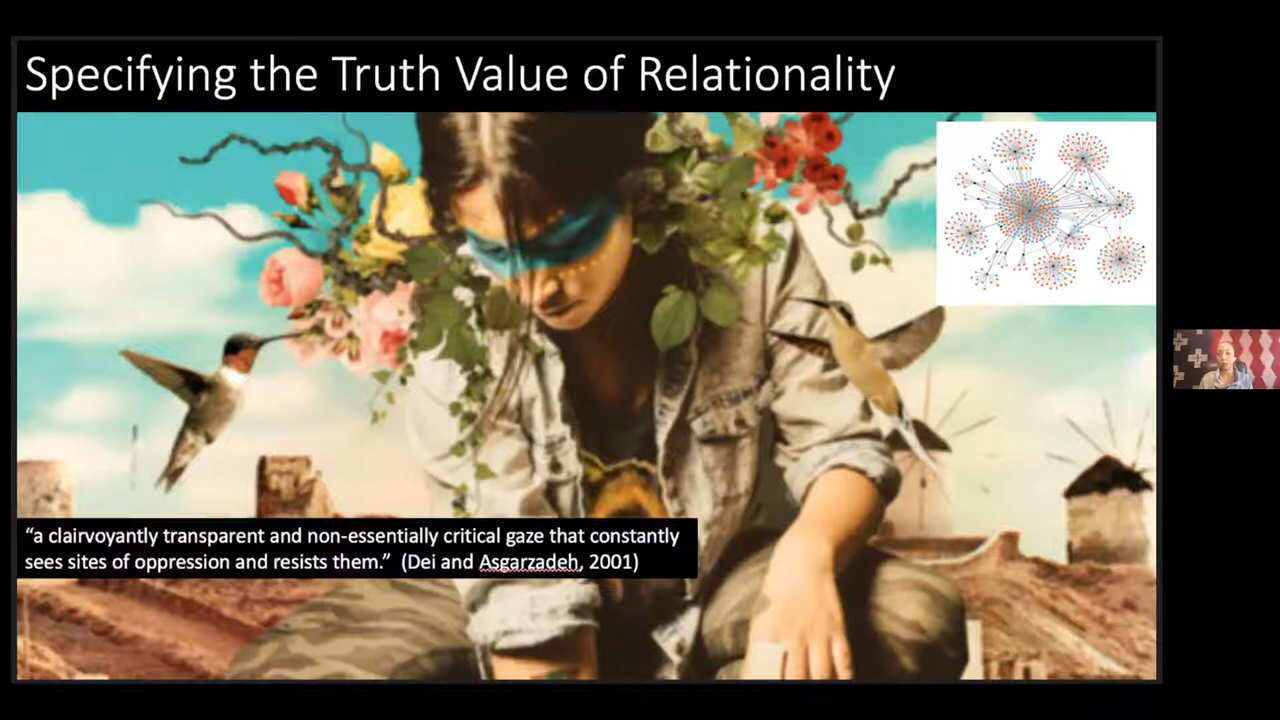 Specifying the Truth Value of Relationality
“a clairvoyantly transparent and non-essentially critical gaze that constantly
sees sites of oppression and resists them.”  (Dei and Asgarzadeh, 2001)